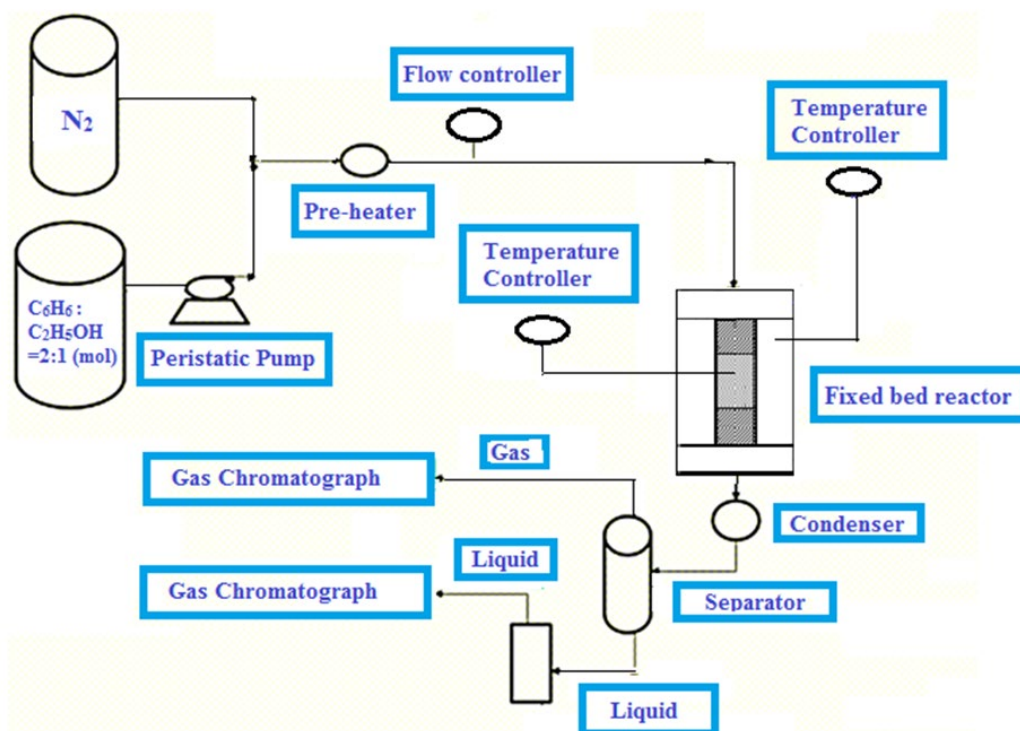 N₂
Flow controller
Temperature
Controller
Pre-heater
Temperature
Controller
C₆H₆ :
C₂H₅OH
=2:1 (mol)
Peristatic Pump
Fixed bed reactor
Gas
Gas Chromatograph
Condenser
Liquid
Gas Chromatograph
Separator
Liquid